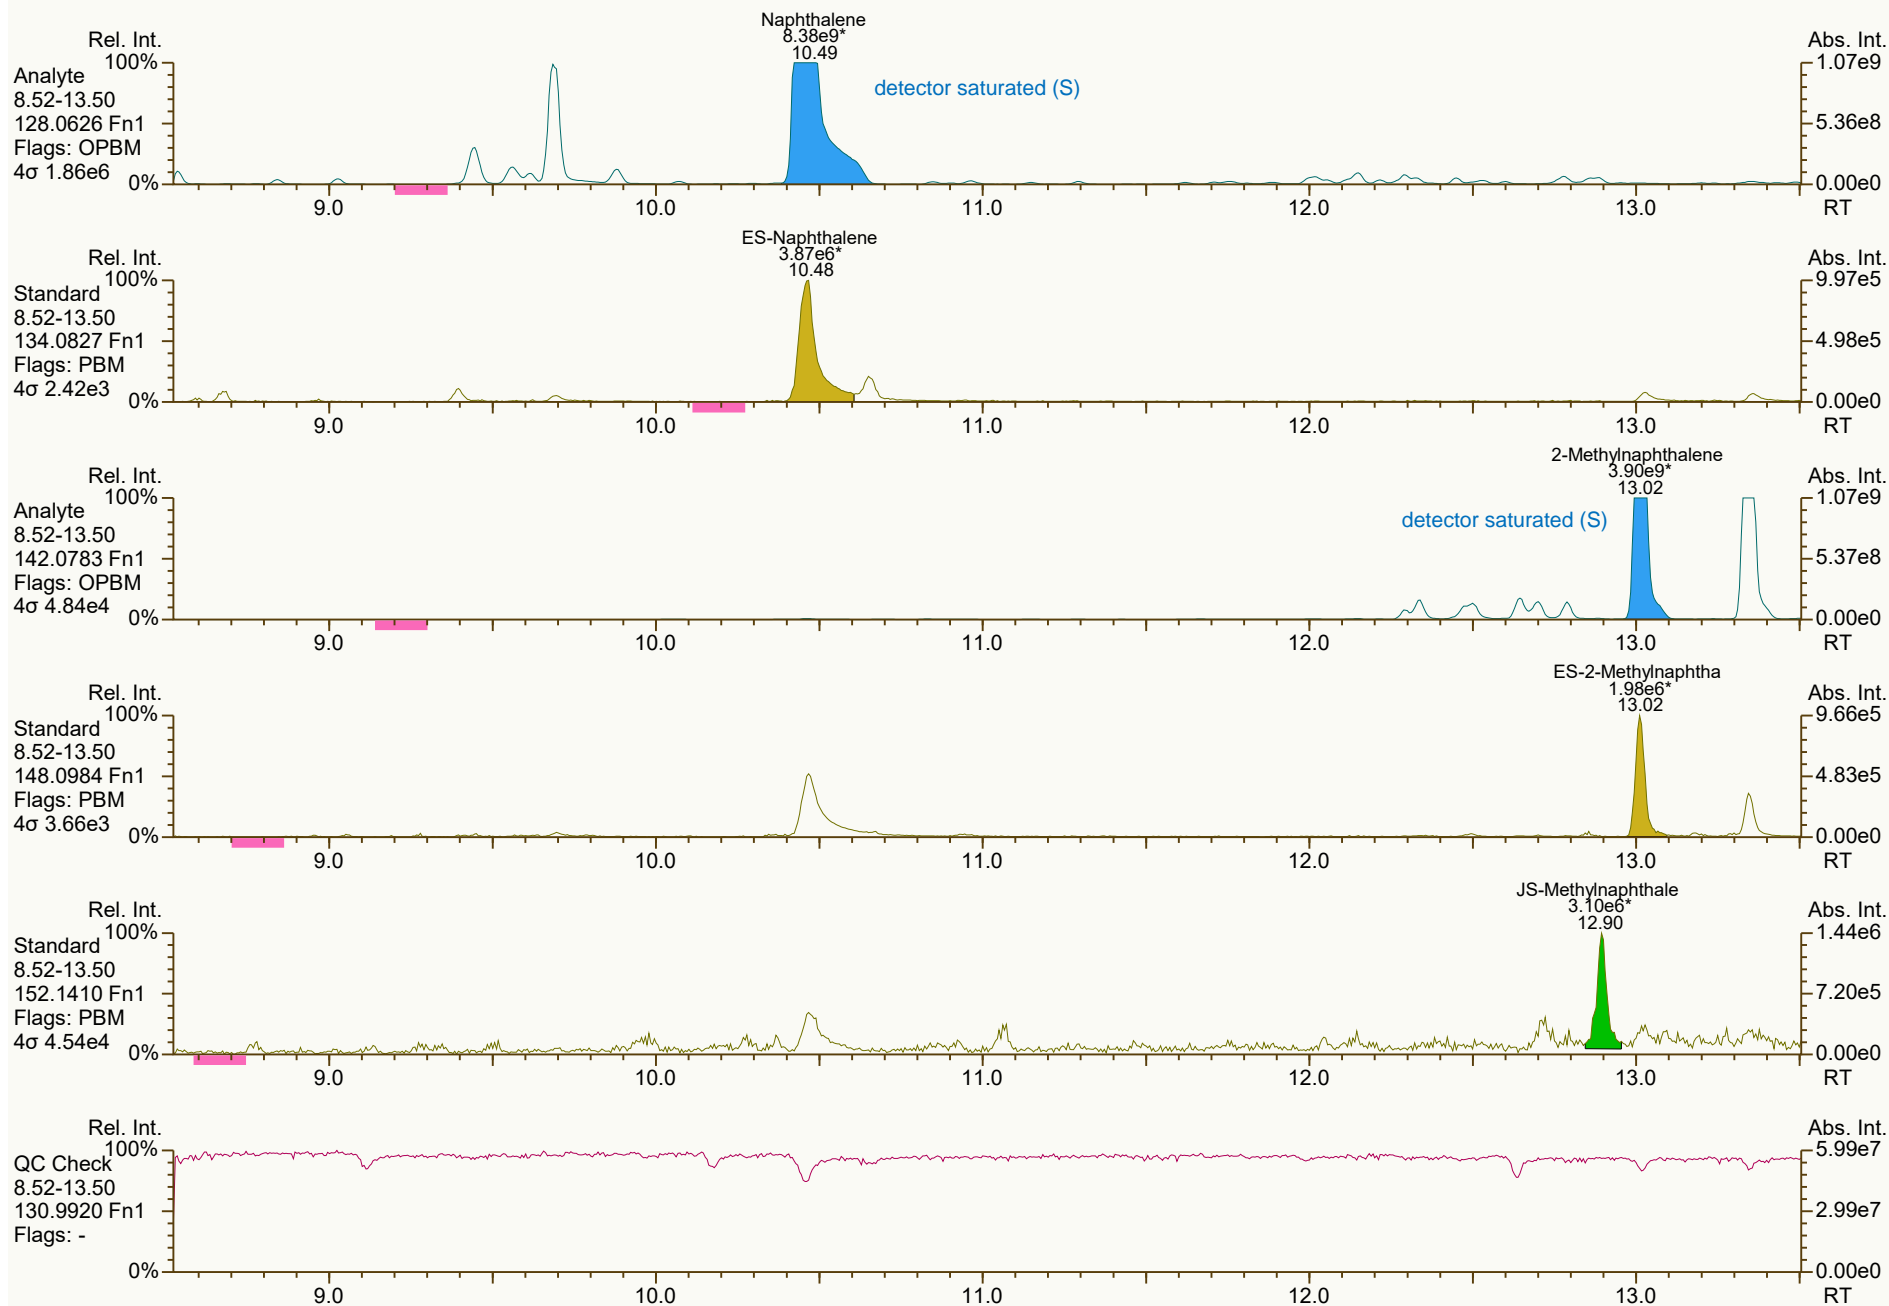 Naphthalene
8.38e9*
10.49
Rel. Int.
Abs. Int.
100%
1.07e9
Analyte
8.52-13.50
128.0626 Fn1
Flags: OPBM
4σ 1.86e6
detector saturated (S)
5.36e8
0%
0.00e0
9.0 10.0 11.0 12.0 13.0 RT
ES-Naphthalene
3.87e6*
10.48
Rel. Int.
Abs. Int.
100%
9.97e5
Standard
8.52-13.50
134.0827 Fn1
Flags: PBM
4σ 2.42e3
4.98e5
0%
0.00e0
9.0 10.0 11.0 12.0 13.0 RT
2-Methylnaphthalene
3.90e9*
13.02
Rel. Int.
Abs. Int.
100%
1.07e9
Analyte
8.52-13.50
142.0783 Fn1
Flags: OPBM
4σ 4.84e4
detector saturated (S)
5.37e8
0%
0.00e0
9.0 10.0 11.0 12.0 13.0 RT
ES-2-Methylnaphtha
1.98e6*
13.02
Rel. Int.
Abs. Int.
100%
9.66e5
Standard
8.52-13.50
148.0984 Fn1
Flags: PBM
4σ 3.66e3
4.83e5
0%
0.00e0
9.0 10.0 11.0 12.0 13.0 RT
JS-Methylnaphthale
3.10e6*
12.90
Rel. Int.
Abs. Int.
100%
1.44e6
Standard
8.52-13.50
152.1410 Fn1
Flags: PBM
4σ 4.54e4
7.20e5
0%
0.00e0
9.0 10.0 11.0 12.0 13.0 RT
Rel. Int.
Abs. Int.
100%
5.99e7
QC Check
8.52-13.50
130.9920 Fn1
Flags: -
2.99e7
0%
0.00e0
9.0 10.0 11.0 12.0 13.0 RT